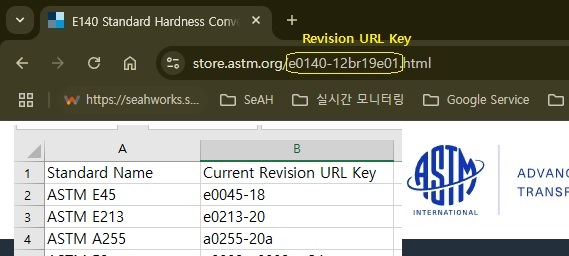 E140 Standard Hardness Conv
Revision URL Key
store.astm.org/e0140-12br19e01.html
https://seahworks.s... SeAH 실시간 모니터링 Google Service
A B
1 Standard Name Current Revision URL Key
2 ASTM E45 e0045-18
3 ASTM E213 e0213-20
4 ASTM A255 a0255-20a
ASTM
INTERNATIONAL
ADVANC
TRANSF